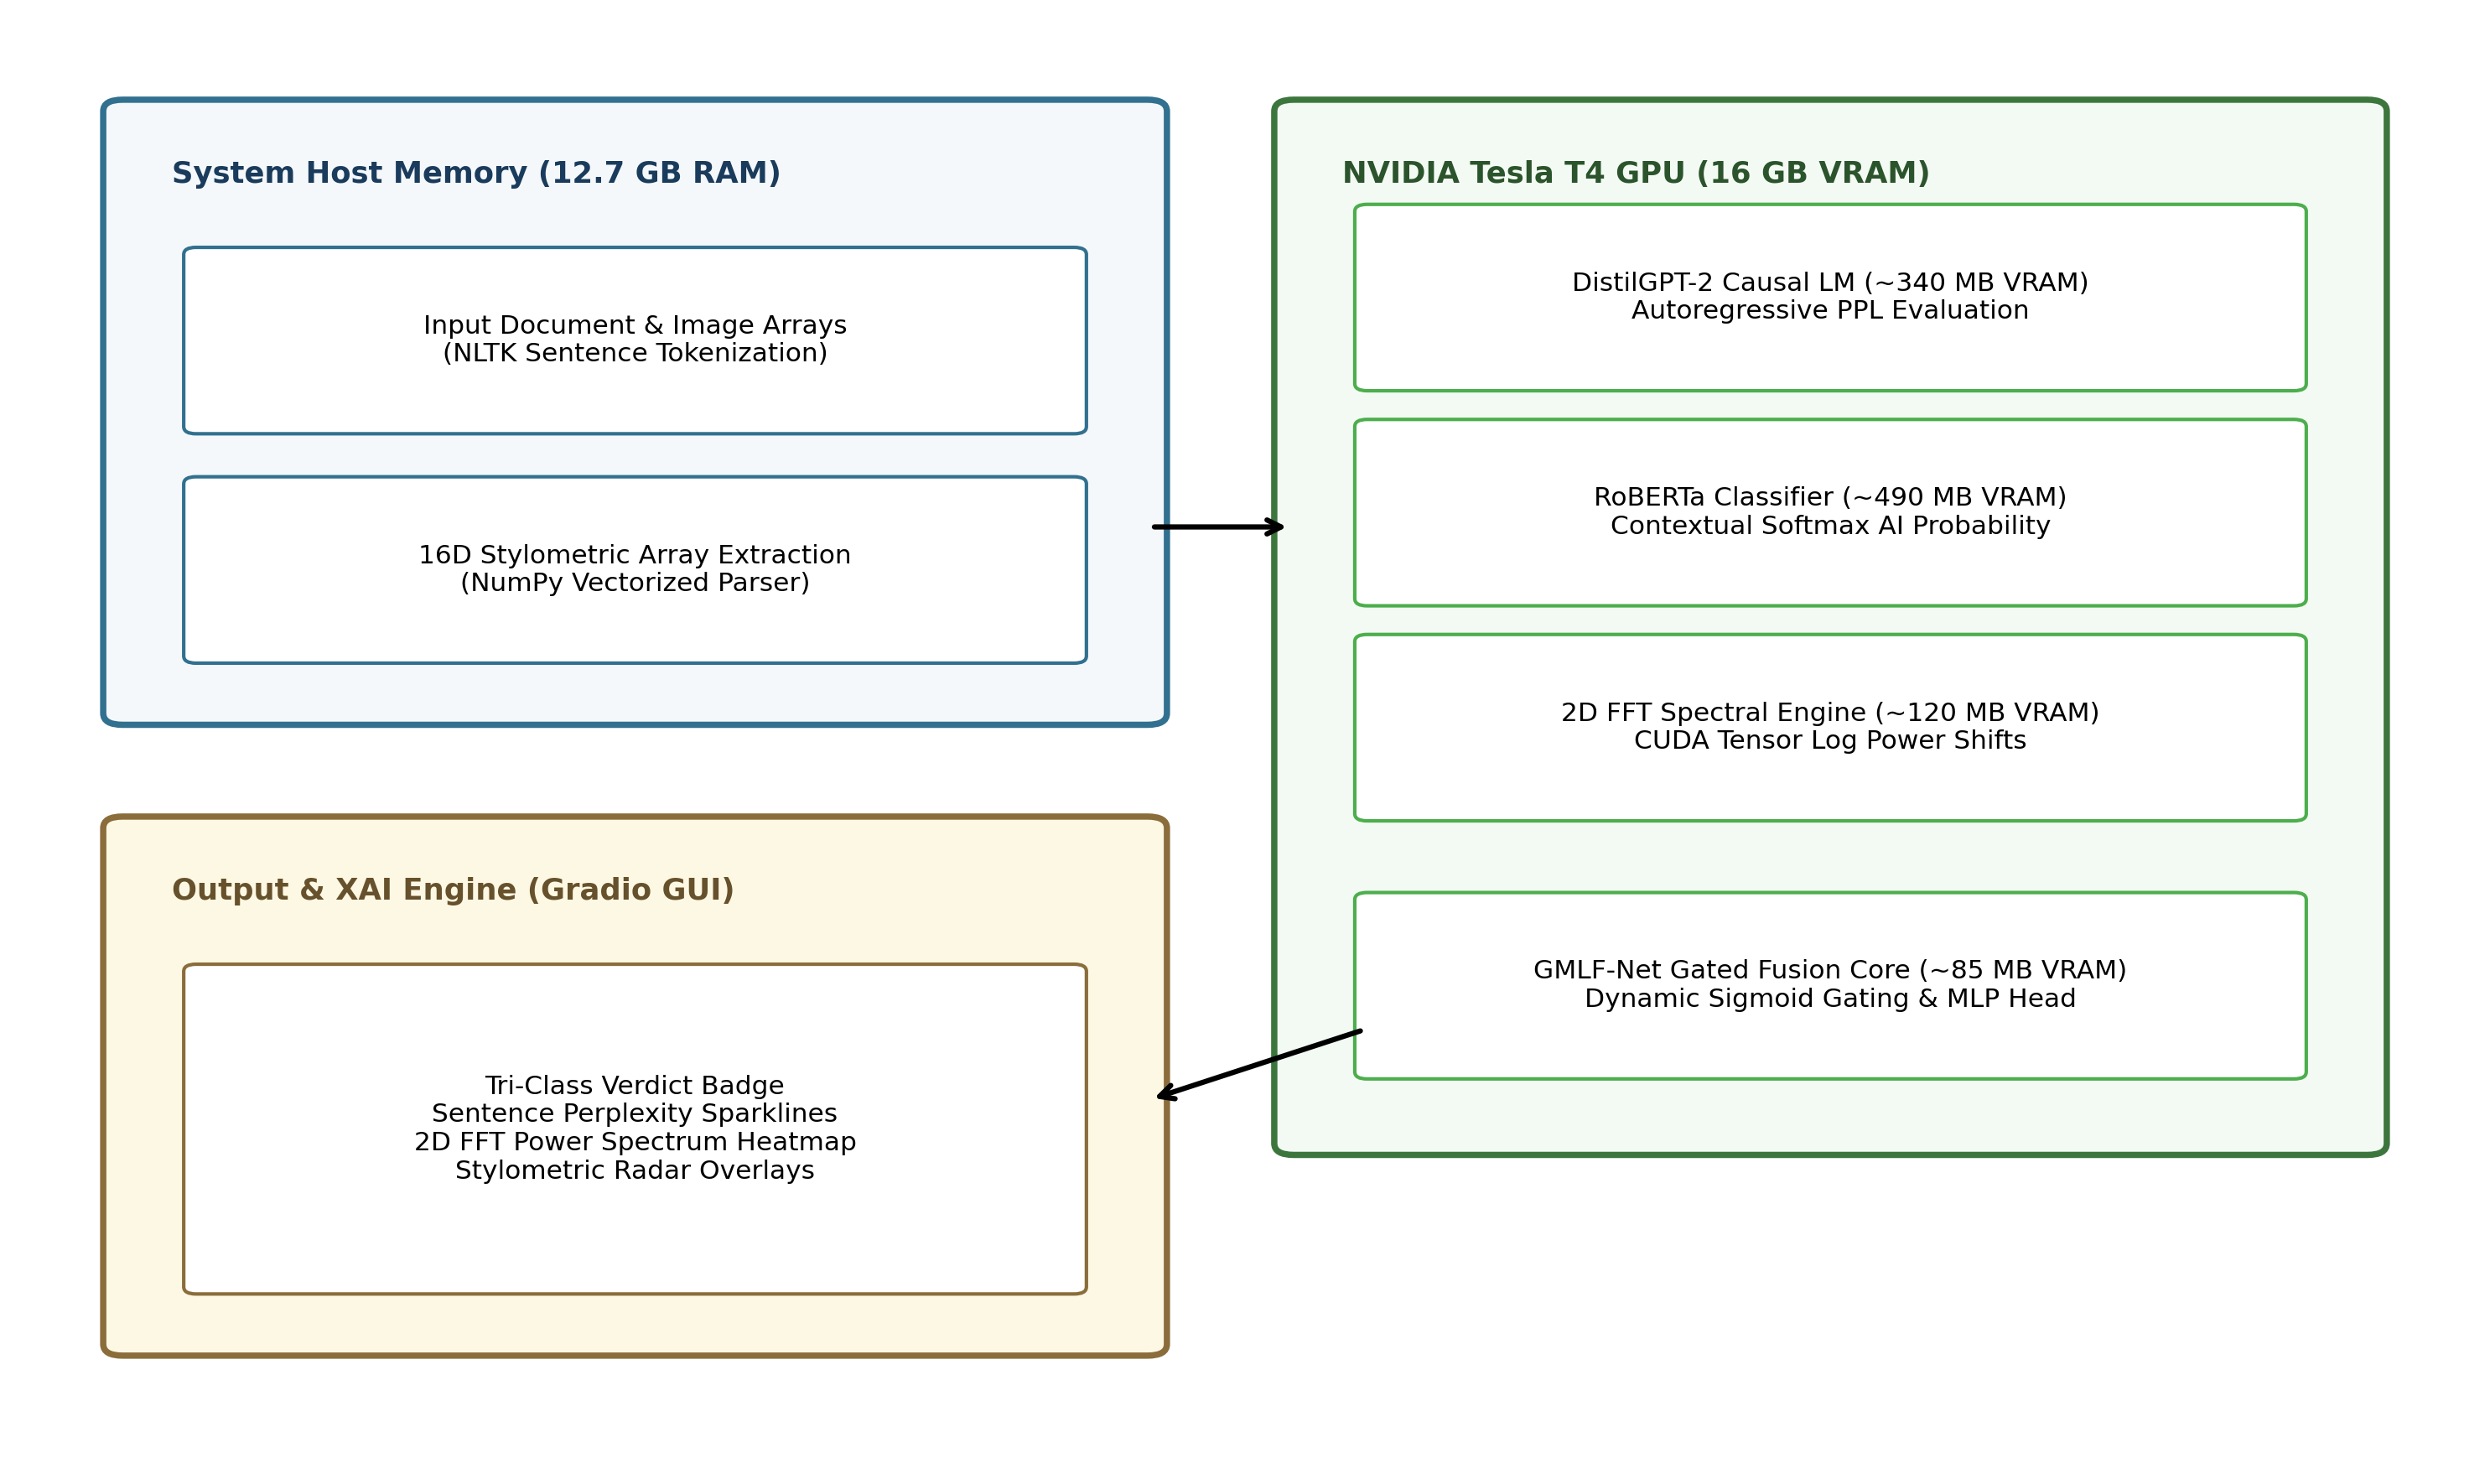 System Host Memory (12.7 GB RAM)
Input Document & Image Arrays
(NLTK Sentence Tokenization)
16D Stylometric Array Extraction
(NumPy Vectorized Parser)
NVIDIA Tesla T4 GPU (16 GB VRAM)
DistilGPT-2 Causal LM (~340 MB VRAM)
Autoregressive PPL Evaluation
RoBERTa Classifier (~490 MB VRAM)
Contextual Softmax AI Probability
2D FFT Spectral Engine (~120 MB VRAM)
CUDA Tensor Log Power Shifts
GMLF-Net Gated Fusion Core (~85 MB VRAM)
Dynamic Sigmoid Gating & MLP Head
Output & XAI Engine (Gradio GUI)
Tri-Class Verdict Badge
Sentence Perplexity Sparklines
2D FFT Power Spectrum Heatmap
Stylometric Radar Overlays